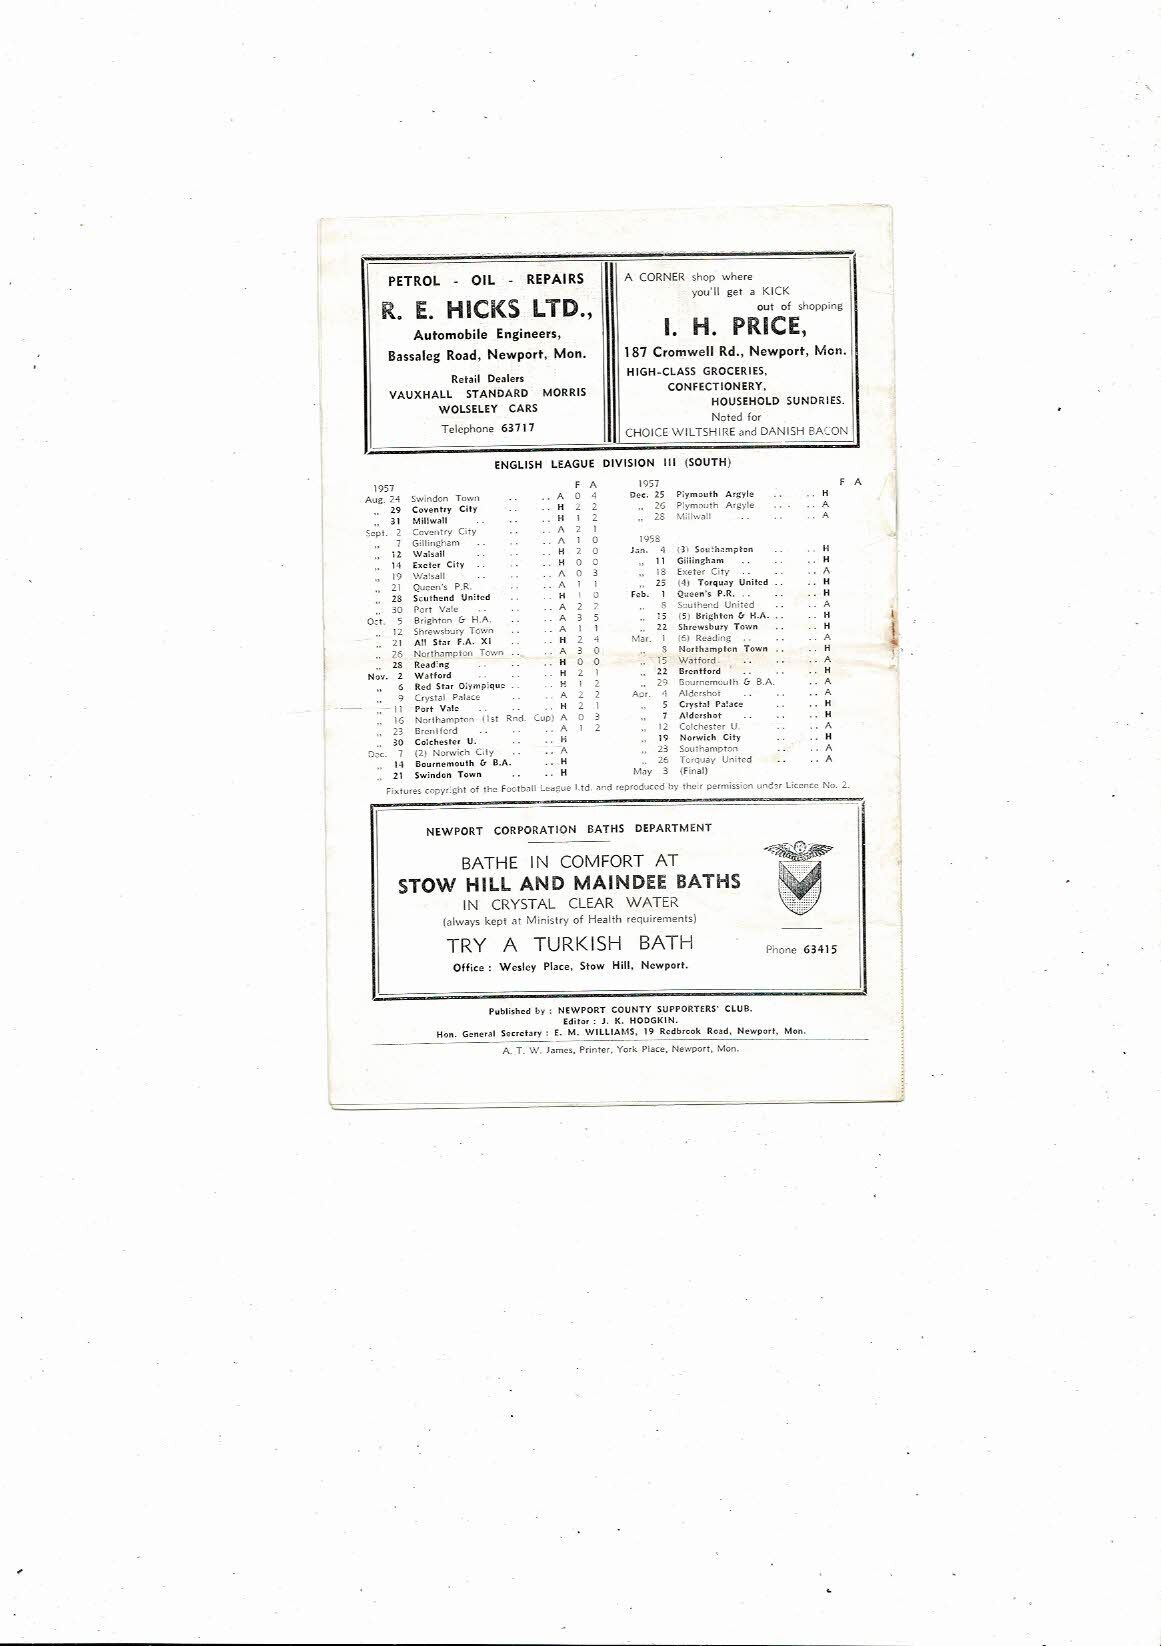 PETROL - OIL - REPAIRS
R. E. HICKS LTD.,
Automobile Engineers,
Bassaleg Road, Newport, Mon.
Retail Dealers
VAUXHALL STANDARD MORRIS
WOLSELEY CARS
Telephone 63717
A CORNER shop where
you'll get a KICK
out of shopping
I. H. PRICE,
187 Cromwell Rd., Newport, Mon.
HIGH-CLASS GROCERIES,
CONFECTIONERY,
HOUSEHOLD SUNDRIES.
Noted for
CHOICE WILTSHIRE and DANISH BACON
ENGLISH LEAGUE DIVISION III (SOUTH)
1957 F A
Aug. 24 Swindon Town .. .. A 0 4
,, 29 Coventry City .. .. H 2 2
,, 31 Millwall .. .. .. H 1 2
Sept. 2 Coventry City .. .. A 2 1
,, 7 Gillingham .. .. .. A 1 0
,, 12 Walsall .. .. .. H 2 0
,, 14 Exeter City .. .. .. H 0 0
,, 19 Walsall .. .. .. A 0 3
,, 21 Queen's P.R. .. .. A 1 1
,, 28 Southend United .. .. H 1 0
,, 30 Port Vale .. .. .. A 2 2
Oct. 5 Brighton & H.A. .. .. A 3 5
,, 12 Shrewsbury Town .. .. A 1 1
,, 21 All Star F.A. XI .. .. H 2 4
,, 26 Northampton Town .. .. A 3 0
,, 28 Reading .. .. .. H 0 0
Nov. 2 Watford .. .. .. H 2 1
,, 6 Red Star Olympique .. .. H 1 2
,, 9 Crystal Palace .. .. A 2 2
,, 11 Port Vale .. .. .. H 2 1
,, 16 Northampton (1st Rnd. Cup) A 0 3
,, 23 Brentford .. .. .. A 1 2
,, 30 Colchester U. .. .. H
Dec. 7 (2) Norwich City .. .. A
,, 14 Bournemouth & B.A. .. H
,, 21 Swindon Town .. .. H
1957 F A
Dec. 25 Plymouth Argyle .. .. H
,, 26 Plymouth Argyle .. .. A
,, 28 Millwall .. .. .. A
1958
Jan. 4 (3) Southampton .. .. H
,, 11 Gillingham .. .. .. H
,, 18 Exeter City .. .. .. A
,, 25 (4) Torquay United .. .. H
Feb. 1 Queen's P.R. .. .. .. H
,, 8 Southend United .. .. A
,, 15 (5) Brighton & H.A. .. .. H
,, 22 Shrewsbury Town .. .. H
Mar. 1 (6) Reading .. .. .. A
,, 8 Northampton Town .. .. H
,, 15 Watford .. .. .. A
,, 22 Brentford .. .. .. H
,, 29 Bournemouth & B.A. .. A
Apr. 4 Aldershot .. .. .. A
,, 5 Crystal Palace .. .. H
,, 7 Aldershot .. .. .. H
,, 12 Colchester U. .. .. A
,, 19 Norwich City .. .. H
,, 23 Southampton .. .. A
,, 26 Torquay United .. .. A
May 3 (Final)
Fixtures copyright of the Football League Ltd. and reproduced by their permission under Licence No. 2.
NEWPORT CORPORATION BATHS DEPARTMENT
BATHE IN COMFORT AT
STOW HILL AND MAINDEE BATHS
IN CRYSTAL CLEAR WATER
(always kept at Ministry of Health requirements)
TRY A TURKISH BATH
Phone 63415
Office : Wesley Place, Stow Hill, Newport.
Published by : NEWPORT COUNTY SUPPORTERS' CLUB.
Editor : J. K. HODGKIN.
Hon. General Secretary : E. M. WILLIAMS, 19 Redbrook Road, Newport, Mon.
A. T. W. James, Printer, York Place, Newport, Mon.